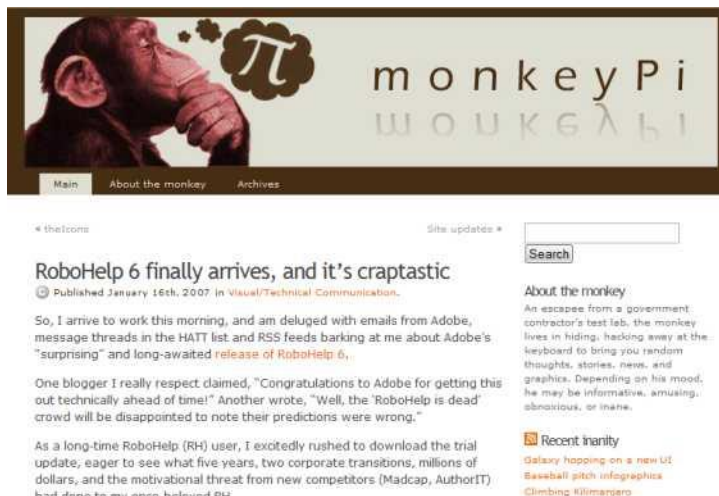 π
monkeyPi
Main About the monkey Archives
« theIcons
Site updates »
RoboHelp 6 finally arrives, and it's craptastic
Published January 16th, 2007 in Visual/Technical Communication.
So, I arrive to work this morning, and am deluged with emails from Adobe,
message threads in the HATT list and RSS feeds barking at me about Adobe's
"surprising" and long-awaited release of RoboHelp 6.
One blogger I really respect claimed, "Congratulations to Adobe for getting this
out technically ahead of time!" Another wrote, "Well, the 'RoboHelp is dead'
crowd will be disappointed to note their predictions were wrong."
As a long-time RoboHelp (RH) user, I excitedly rushed to download the trial
update, eager to see what five years, two corporate transitions, millions of
dollars, and the motivational threat from new competitors (Madcap, AuthorIT)
had done to my once-beloved RH.
Search
About the monkey
An escapee from a government
contractor's test lab, the monkey
lives in hiding, hacking away at the
keyboard to bring you random
thoughts, stories, news, and
graphics. Depending on his mood,
he may be informative, amusing,
obnoxious, or inane.
Recent inanity
Galaxy hopping on a new UI
Baseball pitch infographics
Climbing Kilimanjaro